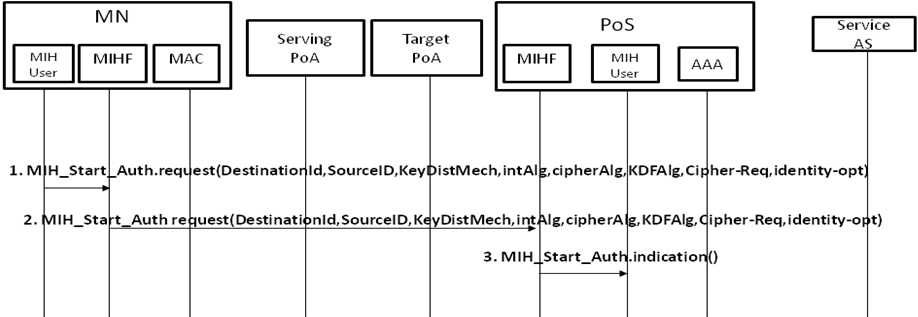 MN
PoS
Service
AS
Serving
PoA
Target
PoA
MIH
User
MIHF
MAC
MIHF
MIH
User
AAA
1. MIH_Start_Auth.request(DestinationId,SourceID,KeyDistMech,intAlg,cipherAlg,KDFAlg,Cipher-Req,identity-opt)
2. MIH_Start_Auth request(DestinationId,SourceID,KeyDistMech,intAlg,cipherAlg,KDFAlg,Cipher-Req,identity-opt)
3. MIH_Start_Auth.indication()